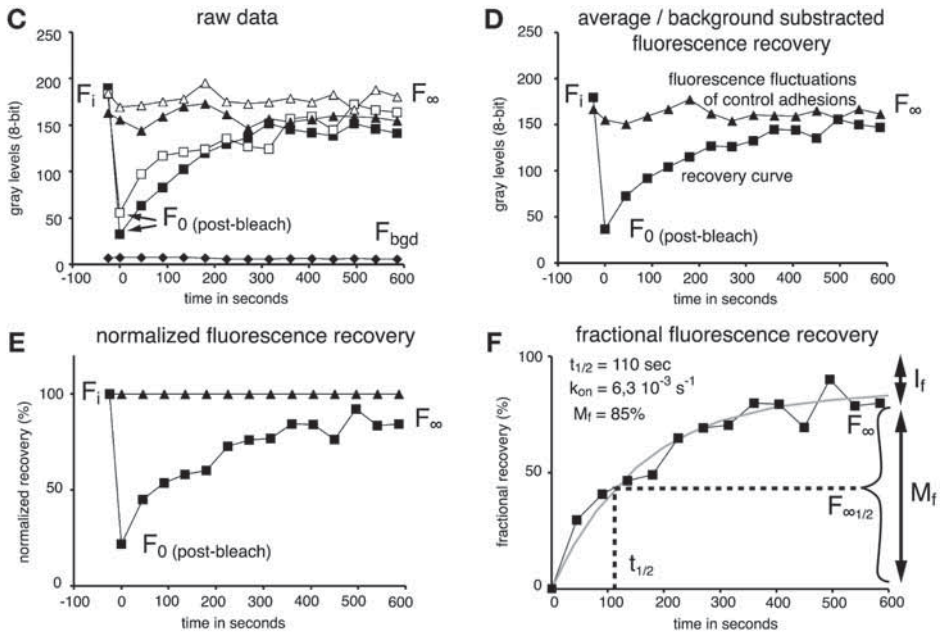 C raw data
250
200
150
100
50
0
gray levels (8-bit)
Fi
F∞
F0 (post-bleach)
Fbgd
-100 0 100 200 300 400 500 600
time in seconds
D average / background substracted
fluorescence recovery
250
200
150
100
50
0
gray levels (8-bit)
Fi
fluorescence fluctuations
of control adhesions
F∞
recovery curve
F0 (post-bleach)
-100 0 100 200 300 400 500 600
time in seconds
E normalized fluorescence recovery
100
50
0
normalized recovery (%)
Fi
F∞
F0 (post-bleach)
-100 0 100 200 300 400 500 600
time in seconds
F fractional fluorescence recovery
100
50
0
fractional recovery (%)
t1/2 = 110 sec
kon = 6,3 10-3 s-1
Mf = 85%
If
F∞
F∞1/2
Mf
t1/2
0 100 200 300 400 500 600
time in seconds